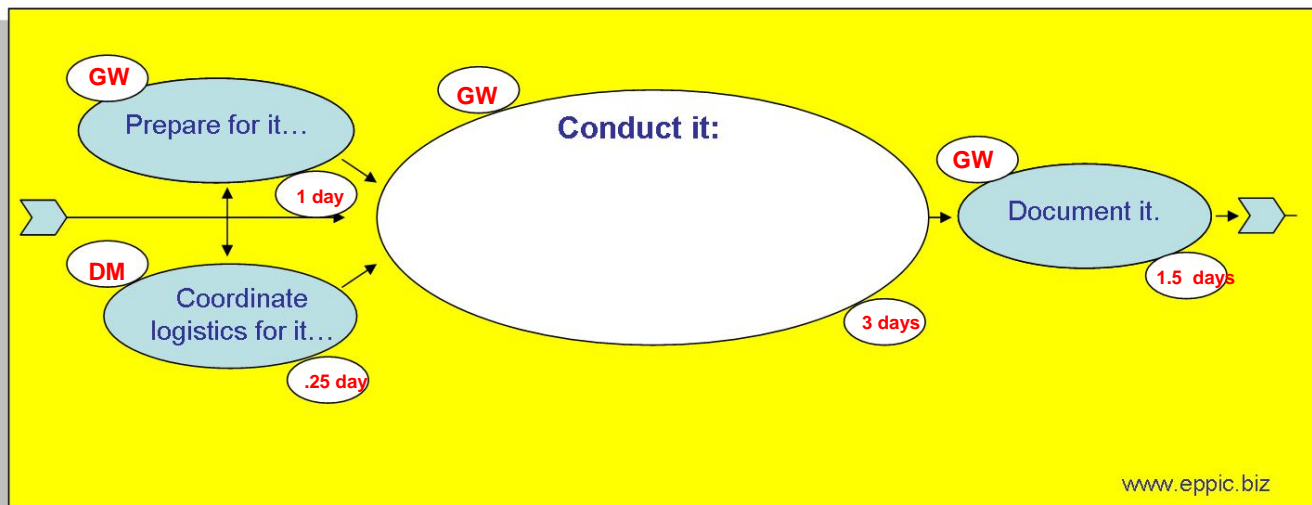 GW
Prepare for it…
1 day
DM
Coordinate
logistics for it…
.25 day
GW
Conduct it:
3 days
GW
Document it.
1.5 days
www.eppic.biz